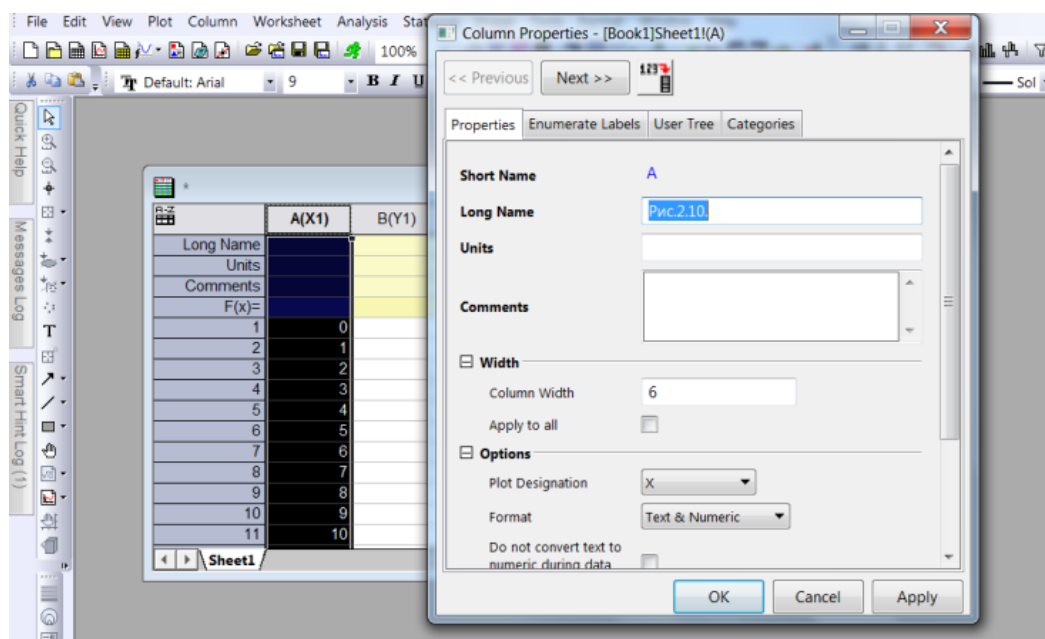 File Edit View Plot Column Worksheet Analysis Stat
Column Properties - [Book1]Sheet1!(A)
100%
Default: Arial 9 B I U
Sol
<< Previous Next >> 123
Properties Enumerate Labels User Tree Categories
Quick Help
Messages Log
Smart Hint Log (1)
T
A(X1) B(Y1)
Long Name
Units
Comments
F(x)=
1 0
2 1
3 2
4 3
5 4
6 5
7 6
8 7
9 8
10 9
11 10
Sheet1
Short Name A
Long Name Рис.2.10.
Units
Comments
Width
Column Width 6
Apply to all
Options
Plot Designation X
Format Text & Numeric
Do not convert text to
numeric during data
OK Cancel Apply